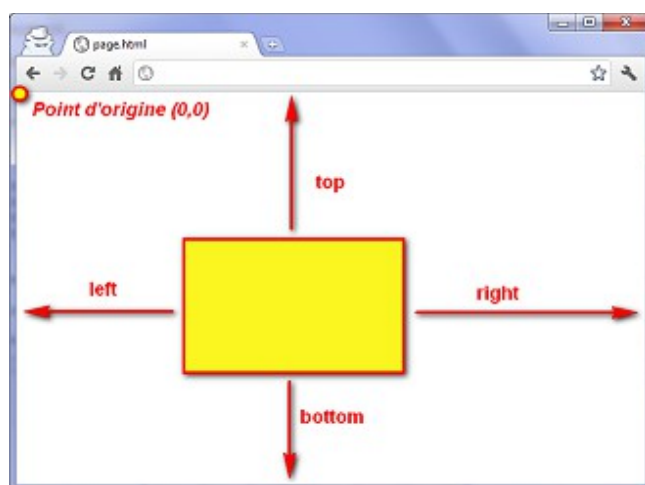 page.html
Point d'origine (0,0)
top
left
right
bottom